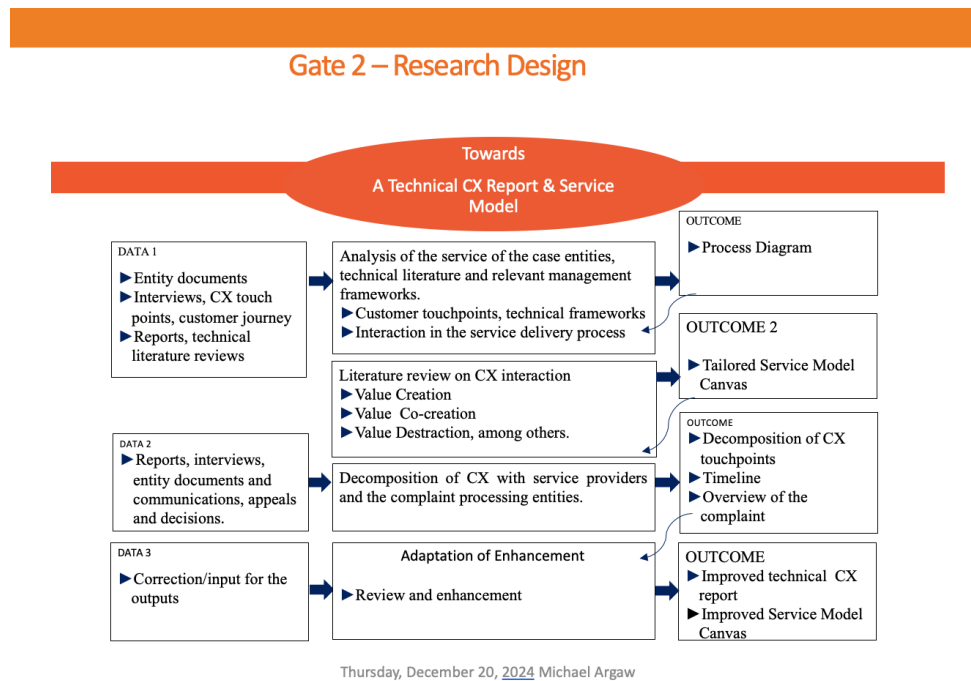 Gate 2 – Research Design
Towards
A Technical CX Report & Service
Model
DATA 1
►Entity documents
►Interviews, CX touch
points, customer journey
►Reports, technical
literature reviews
Analysis of the service of the case entities,
technical literature and relevant management
frameworks.
►Customer touchpoints, technical frameworks
►Interaction in the service delivery process
OUTCOME
►Process Diagram
Literature review on CX interaction
►Value Creation
►Value Co-creation
►Value Destraction, among others.
OUTCOME 2
►Tailored Service Model
Canvas
DATA 2
►Reports, interviews,
entity documents and
communications, appeals
and decisions.
Decomposition of CX with service providers
and the complaint processing entities.
OUTCOME
►Decomposition of CX
touchpoints
►Timeline
►Overview of the
complaint
DATA 3
►Correction/input for the
outputs
Adaptation of Enhancement
►Review and enhancement
OUTCOME
►Improved technical CX
report
►Improved Service Model
Canvas
Thursday, December 20, 2024 Michael Argaw